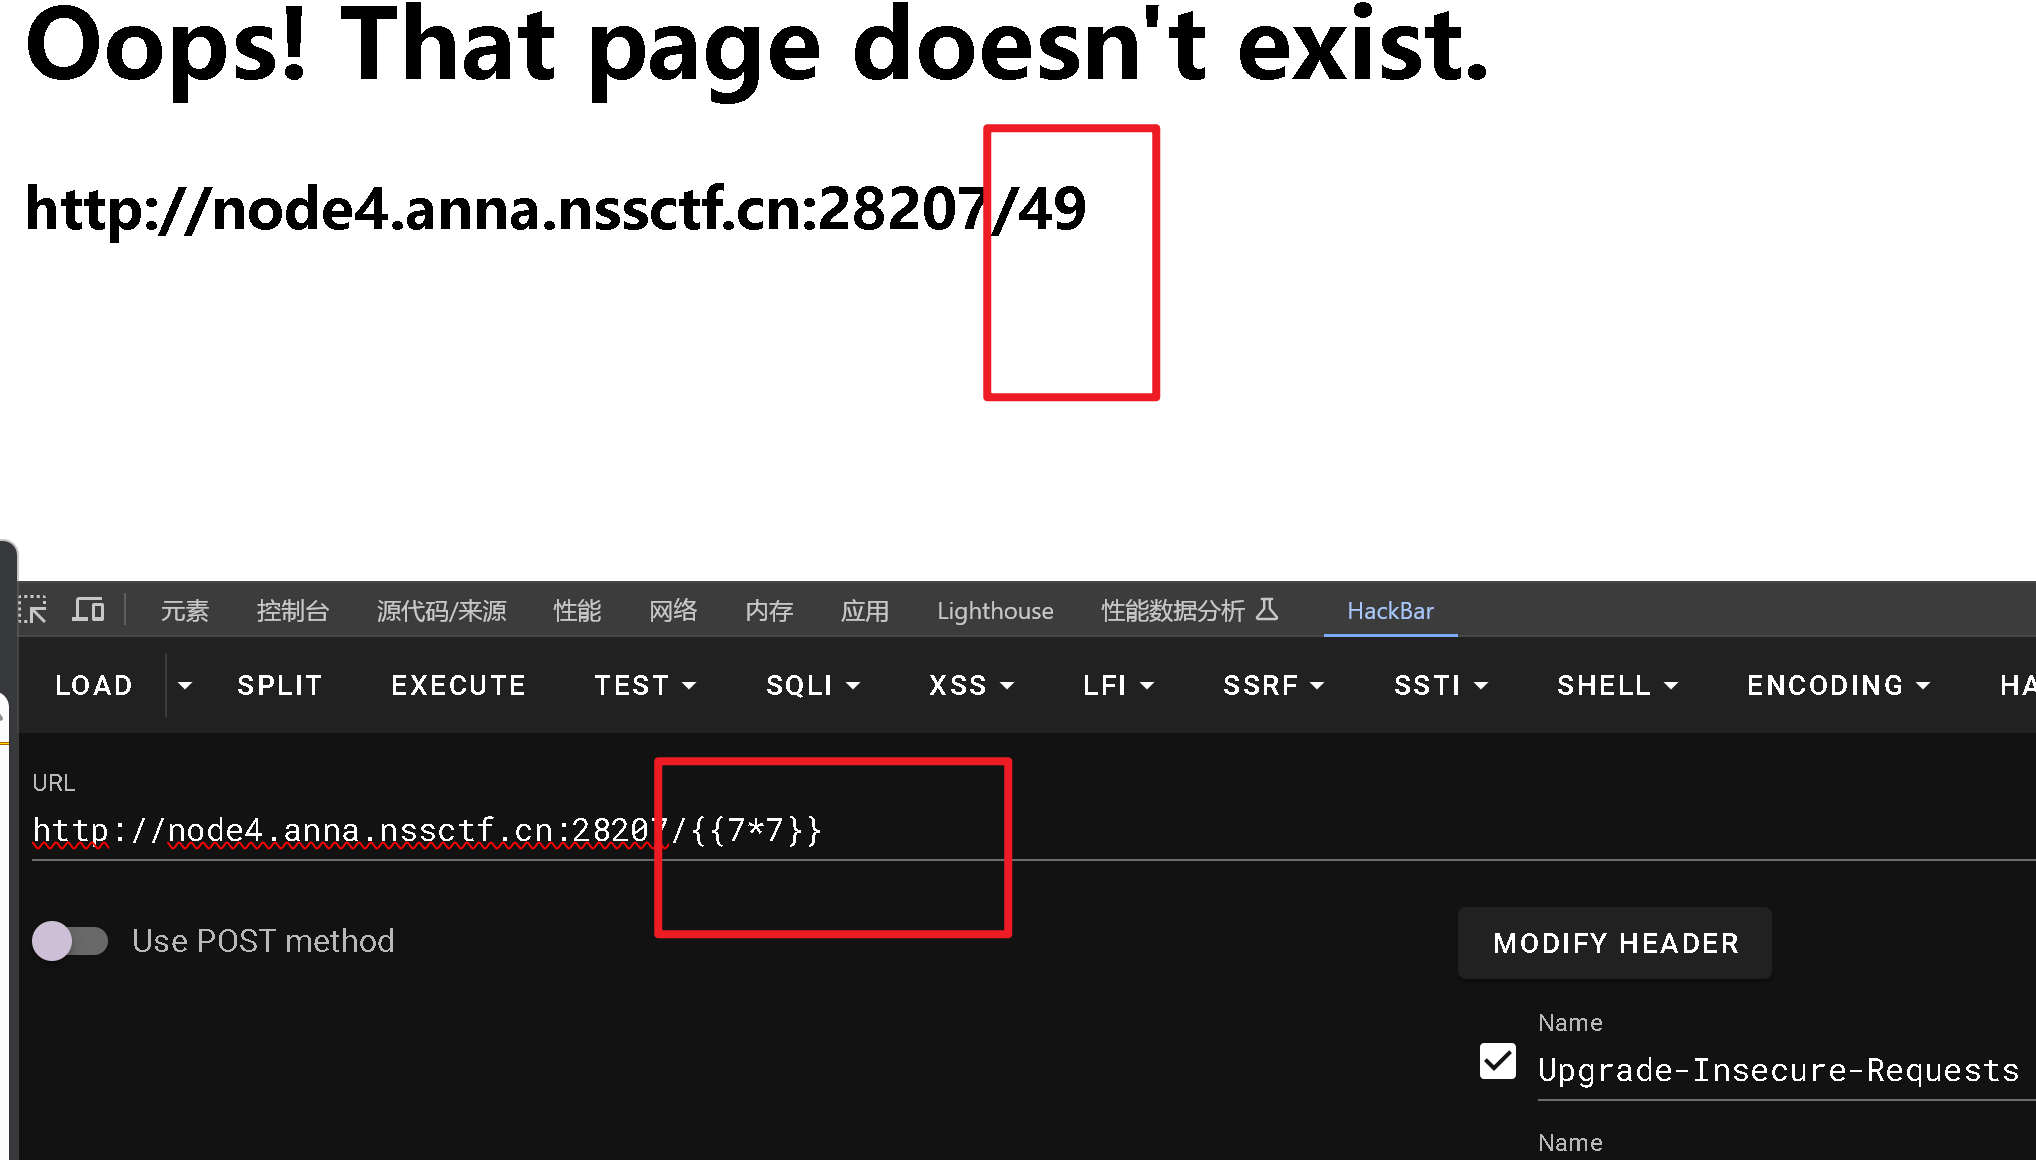 Oops! That page doesn't exist.
http://node4.anna.nssctf.cn:28207/49
元素 控制台 源代码/来源 性能 网络 内存 应用 Lighthouse 性能数据分析 HackBar
LOAD SPLIT EXECUTE TEST SQLI XSS LFI SSRF SSTI SHELL ENCODING HA
URL
http://node4.anna.nssctf.cn:28207/{{7*7}}
Use POST method
MODIFY HEADER
Name
Upgrade-Insecure-Requests
Name